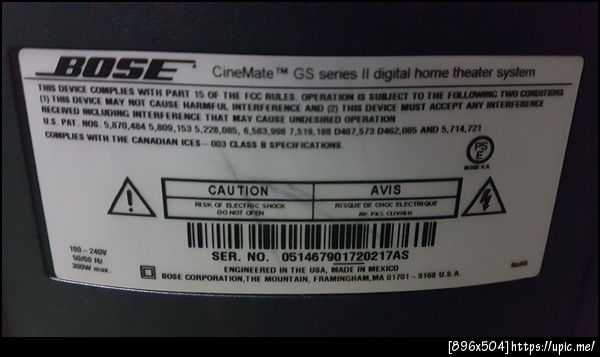 BOSE CineMate™ GS series II digital home theater system
THIS DEVICE COMPLIES WITH PART 15 OF THE FCC RULES. OPERATION IS SUBJECT TO THE FOLLOWING TWO CONDITIONS
(1) THIS DEVICE MAY NOT CAUSE HARMFUL INTERFERENCE AND (2) THIS DEVICE MUST ACCEPT ANY INTERFERENCE
RECEIVED INCLUDING INTERFERENCE THAT MAY CAUSE UNDESIRED OPERATION
U.S. PAT. NOS. 5,870,484 5,809,153 5,228,085, 6,583,998 7,519,188 D467,573 D462,065 AND 5,714,721
COMPLIES WITH THE CANADIAN ICES - 003 CLASS B SPECIFICATIONS
PS
E
BOSE K.K.
CAUTION
RISK OF ELECTRIC SHOCK
DO NOT OPEN
AVIS
RISQUE DE CHOC ELECTRIQUE
NE PAS OUVRIR
SER. NO. 051467901720217AS
100 - 240V
50/60 Hz
300W max.
ENGINEERED IN THE USA, MADE IN MEXICO
BOSE CORPORATION,THE MOUNTAIN, FRAMINGHAM,MA 01701 - 9168 U.S.A.
RoHS
[896x504]https://upic.me/